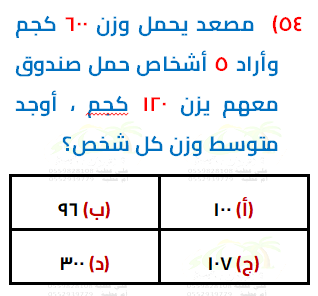 ٥٤) مصعد يحمل وزن ٦٠٠ كجم
وأراد ٥ أشخاص حمل صندوق
معهم يزن ١٢٠ كجم ، أوجد
متوسط وزن كل شخص؟
(أ) ١٠٠
(ب) ٩٦
(ج) ١٠٧
(د) ٣٠٠